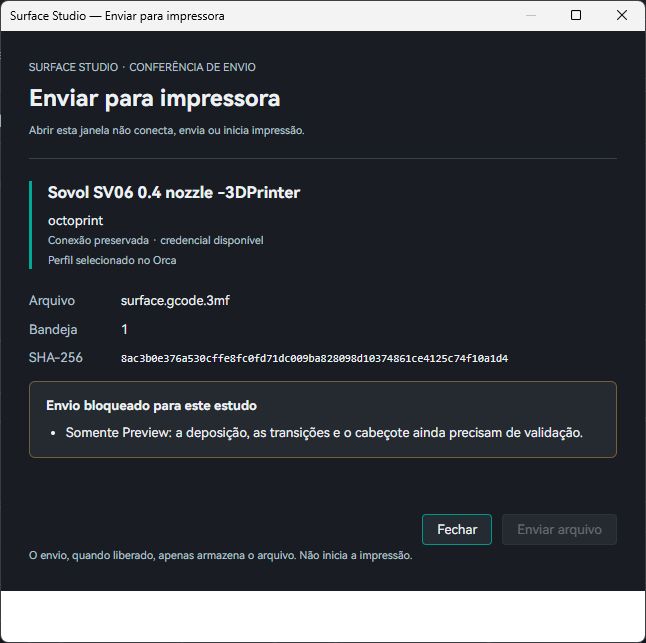 Surface Studio — Enviar para impressora
SURFACE STUDIO · CONFERÊNCIA DE ENVIO
Enviar para impressora
Abrir esta janela não conecta, envia ou inicia impressão.
Sovol SV06 0.4 nozzle -3DPrinter
octoprint
Conexão preservada · credencial disponível
Perfil selecionado no Orca
Arquivo surface.gcode.3mf
Bandeja 1
SHA-256 8ac3b0e376a530cffe8fc0fd71dc009ba828098d10374861ce4125c74f10a1d4
Envio bloqueado para este estudo
• Somente Preview: a deposição, as transições e o cabeçote ainda precisam de validação.
Fechar Enviar arquivo
O envio, quando liberado, apenas armazena o arquivo. Não inicia a impressão.